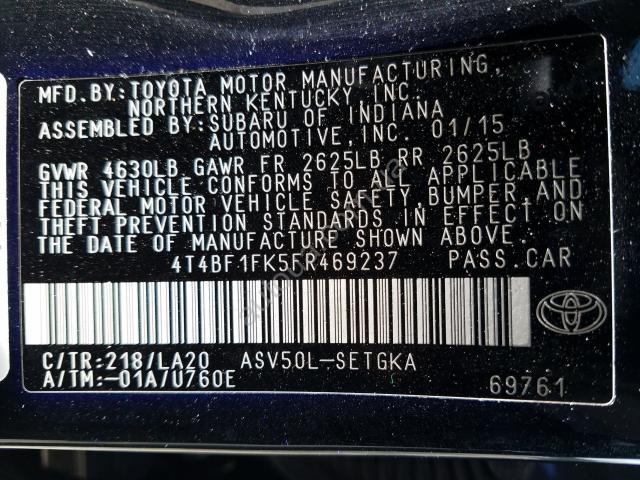 MFD.BY:TOYOTA MOTOR MANUFACTURING,
NORTHERN KENTUCKY,INC.
ASSEMBLED BY:SUBARU OF INDIANA
AUTOMOTIVE,INC. 01/15
GVWR 4630LB GAWR FR 2625LB RR 2625LB
THIS VEHICLE CONFORMS TO ALL APPLICABLE
FEDERAL MOTOR VEHICLE SAFETY,BUMPER,AND
THEFT PREVENTION STANDARDS IN EFFECT ON
THE DATE OF MANUFACTURE SHOWN ABOVE.
4T4BF1FK5FR469237 PASS.CAR
C/TR:218/LA20 ASV50L-SETGKA
A/TM:-01A/U760E 69761